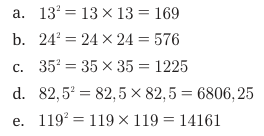 a. 13² = 13 × 13 = 169
b. 24² = 24 × 24 = 576
c. 35² = 35 × 35 = 1225
d. 82,5² = 82,5 × 82,5 = 6806,25
e. 119² = 119 × 119 = 14161